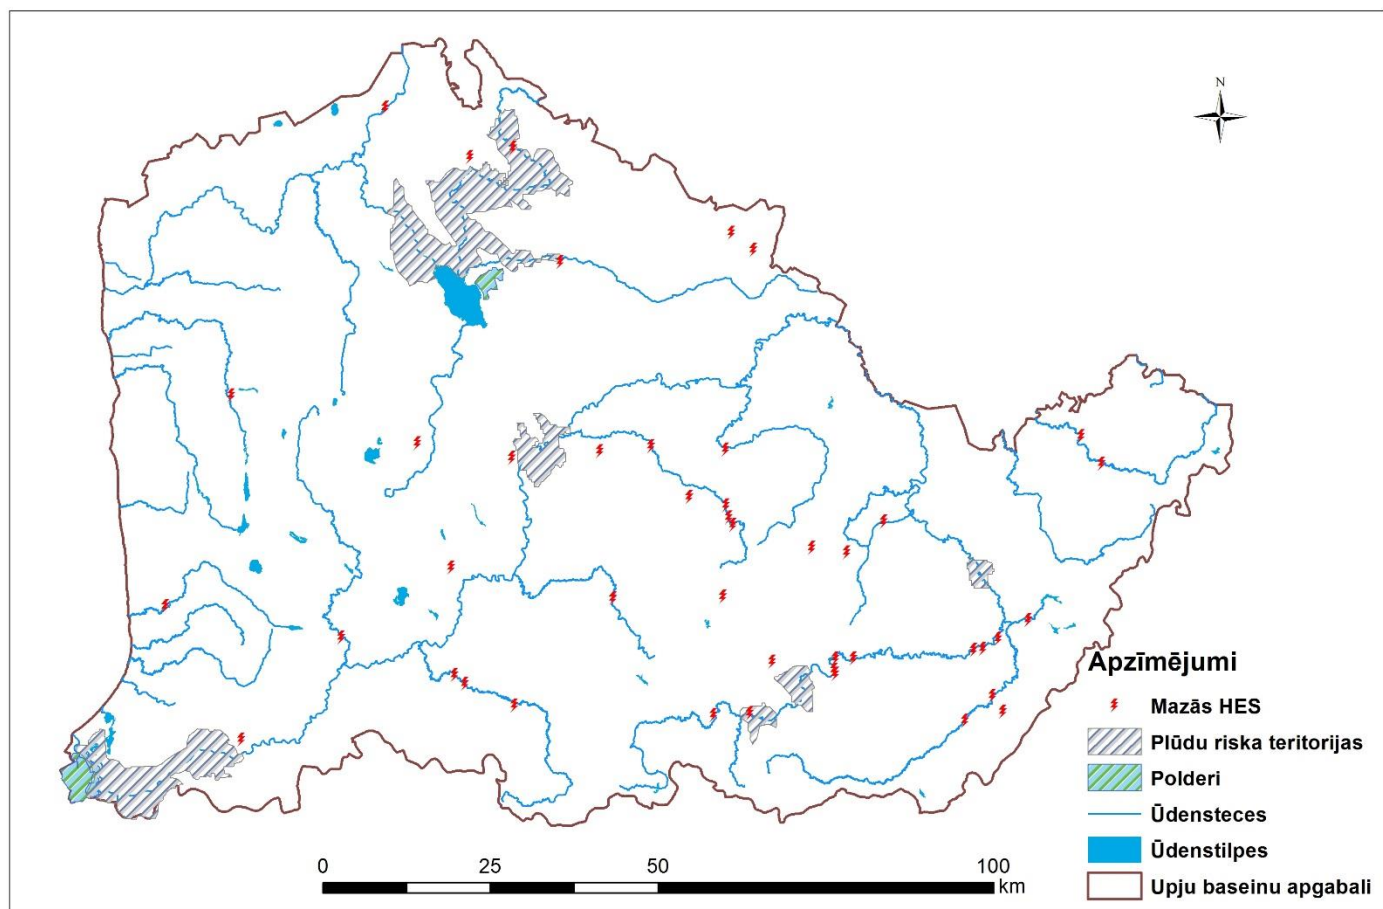 N
Apzīmējumi
Mazās HES
Plūdu riska teritorijas
Polderi
Ūdensteces
Ūdenstilpes
Upju baseinu apgabali
0 25 50 100
km